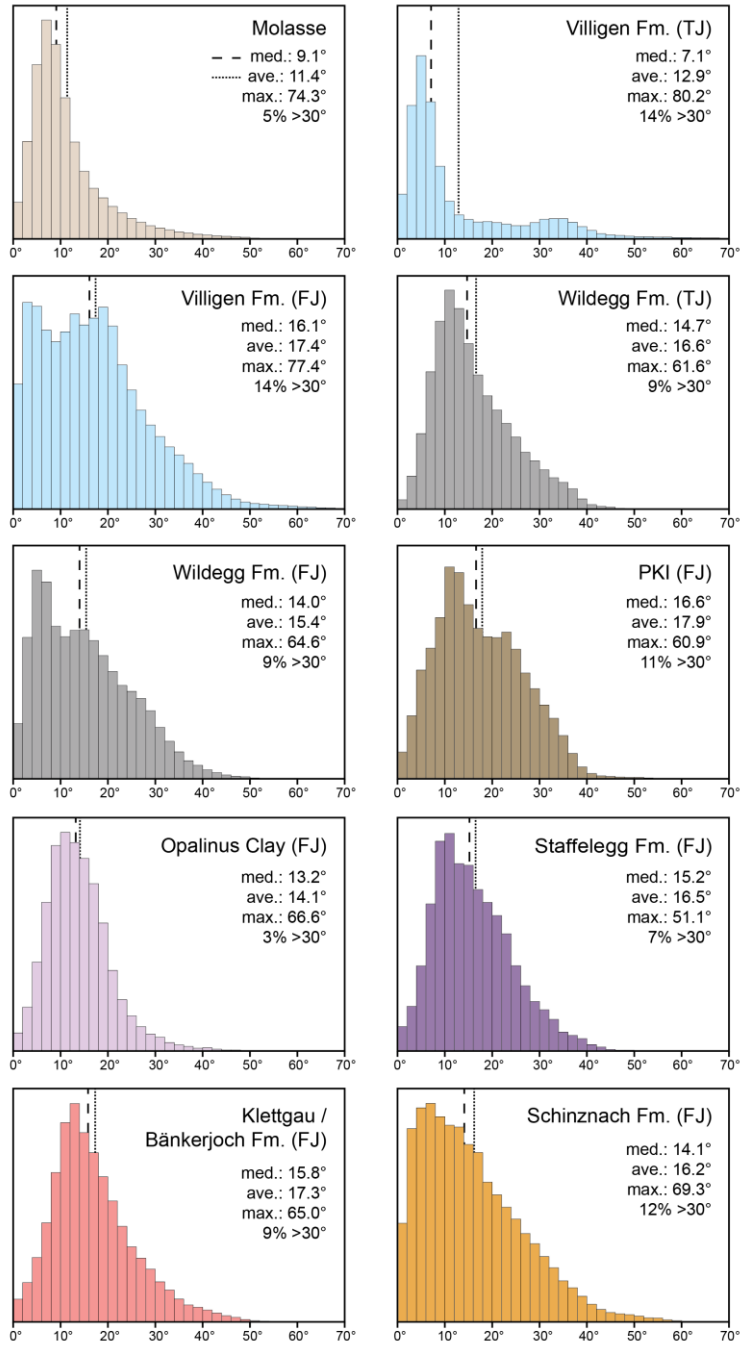 Molasse
med.: 9.1°
ave.: 11.4°
max.: 74.3°
5% >30°
0° 10° 20° 30° 40° 50° 60° 70°
Villigen Fm. (TJ)
med.: 7.1°
ave.: 12.9°
max.: 80.2°
14% >30°
0° 10° 20° 30° 40° 50° 60° 70°
Villigen Fm. (FJ)
med.: 16.1°
ave.: 17.4°
max.: 77.4°
14% >30°
0° 10° 20° 30° 40° 50° 60° 70°
Wildegg Fm. (TJ)
med.: 14.7°
ave.: 16.6°
max.: 61.6°
9% >30°
0° 10° 20° 30° 40° 50° 60° 70°
Wildegg Fm. (FJ)
med.: 14.0°
ave.: 15.4°
max.: 64.6°
9% >30°
0° 10° 20° 30° 40° 50° 60° 70°
PKI (FJ)
med.: 16.6°
ave.: 17.9°
max.: 60.9°
11% >30°
0° 10° 20° 30° 40° 50° 60° 70°
Opalinus Clay (FJ)
med.: 13.2°
ave.: 14.1°
max.: 66.6°
3% >30°
0° 10° 20° 30° 40° 50° 60° 70°
Staffelegg Fm. (FJ)
med.: 15.2°
ave.: 16.5°
max.: 51.1°
7% >30°
0° 10° 20° 30° 40° 50° 60° 70°
Klettgau /
Bänkerjoch Fm. (FJ)
med.: 15.8°
ave.: 17.3°
max.: 65.0°
9% >30°
0° 10° 20° 30° 40° 50° 60° 70°
Schinznach Fm. (FJ)
med.: 14.1°
ave.: 16.2°
max.: 69.3°
12% >30°
0° 10° 20° 30° 40° 50° 60° 70°